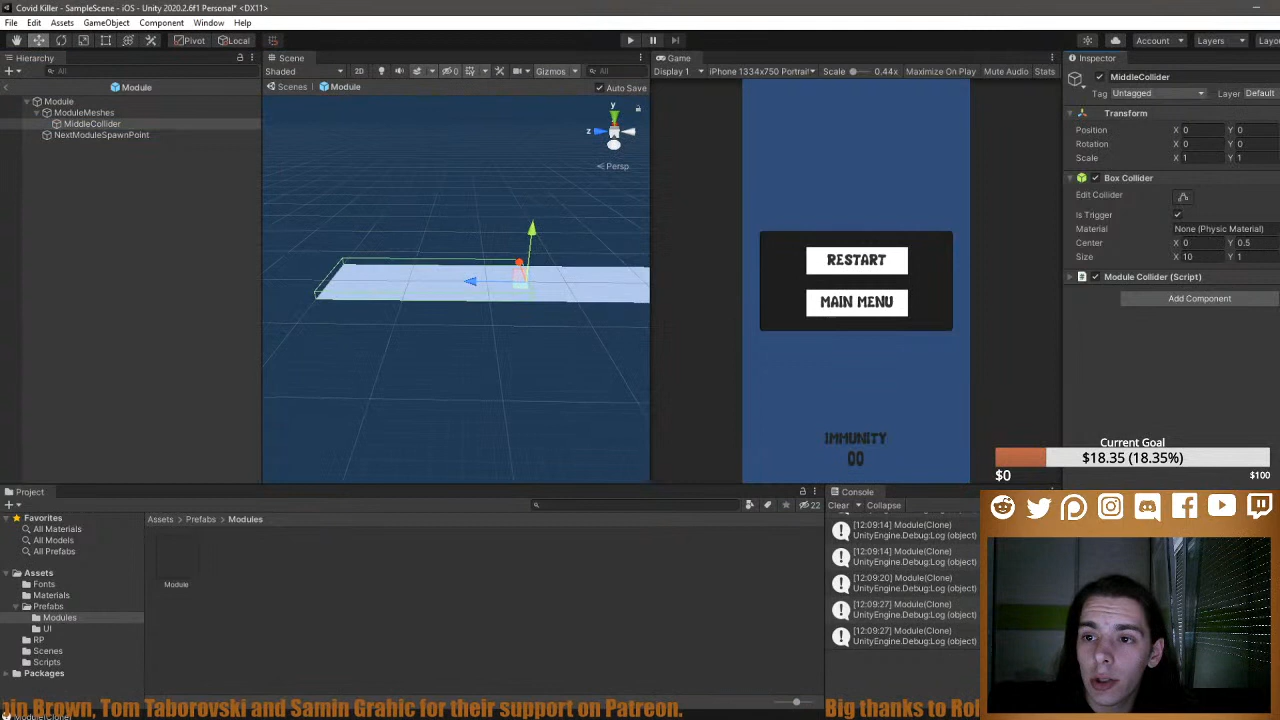 Covid Killer - SampleScene - iOS - Unity 2020.2.6f1 Personal* <DX11>
File Edit Assets GameObject Component Window Help
Pivot Local Account Layers
Hierarchy
All
Module
Module
ModuleMeshes
MiddleCollider
NextModuleSpawnPoint
Scene
Shaded 2D 0 Gizmos All
Scenes Module Auto Save
y
z
Persp
Game
Display 1 iPhone 1334x750 Portrait Scale 0.44x Maximize On Play Mute Audio Stats
RESTART
MAIN MENU
IMMUNITY
00
Inspector
MiddleCollider
Tag Untagged Layer Default
Transform
Position X 0 Y 0
Rotation X 0 Y 0
Scale X 1 Y 1
Box Collider
Edit Collider
Is Trigger
Material None (Physic Material)
Center X 0 Y 0.5
Size X 10 Y 1
Module Collider (Script)
Add Component
Current Goal
$18.35 (18.35%)
$0 $100
Project
22
Favorites
All Materials
All Models
All Prefabs
Assets
Fonts
Materials
Prefabs
Modules
UI
RP
Scenes
Scripts
Packages
Assets Prefabs Modules
Module
Console
Clear Collapse
[12:09:14] Module(Clone)
UnityEngine.Debug:Log (object)
[12:09:14] Module(Clone)
UnityEngine.Debug:Log (object)
[12:09:20] Module(Clone)
UnityEngine.Debug:Log (object)
[12:09:27] Module(Clone)
UnityEngine.Debug:Log (object)
[12:09:27] Module(Clone)
UnityEngine.Debug:Log (object)
Brown, Tom Taborovski and Samin Grahic for their support on Patreon. Big thanks to
Module(Clone)